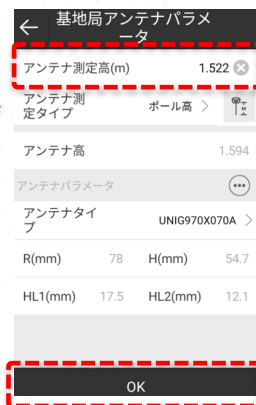 基地局アンテナパラメ
ータ
アンテナ測定高(m) 1.522
アンテナ測
定タイプ ポール高
アンテナ高 1.594
アンテナパラメータ
アンテナタイ
プ UNIG970X070A
R(mm) 78 H(mm) 54.7
HL1(mm) 17.5 HL2(mm) 12.1
OK